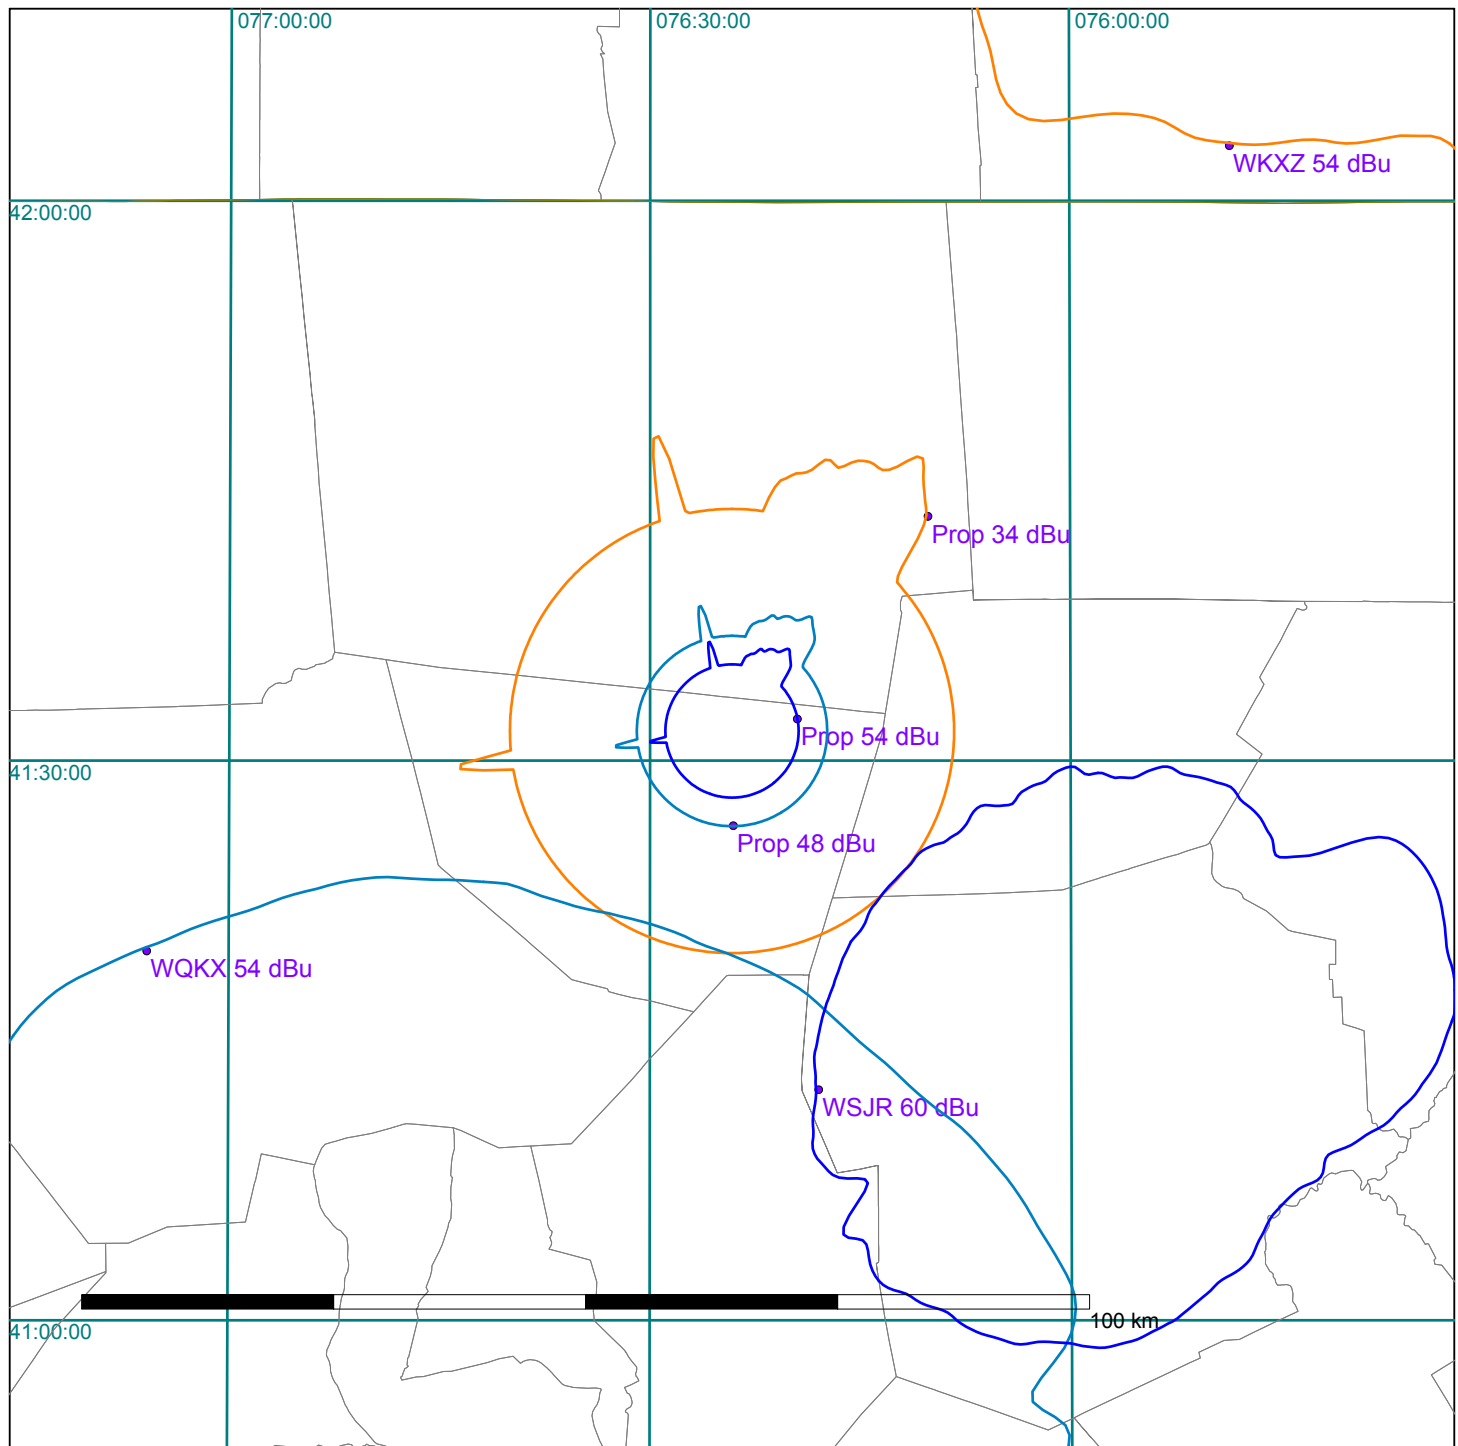 077:00:00
076:30:00
076:00:00
WKXZ 54 dBu
42:00:00
Prop 34 dBu
Prop 54 dBu
41:30:00
Prop 48 dBu
WQKX 54 dBu
WSJR 60 dBu
100 km
41:00:00